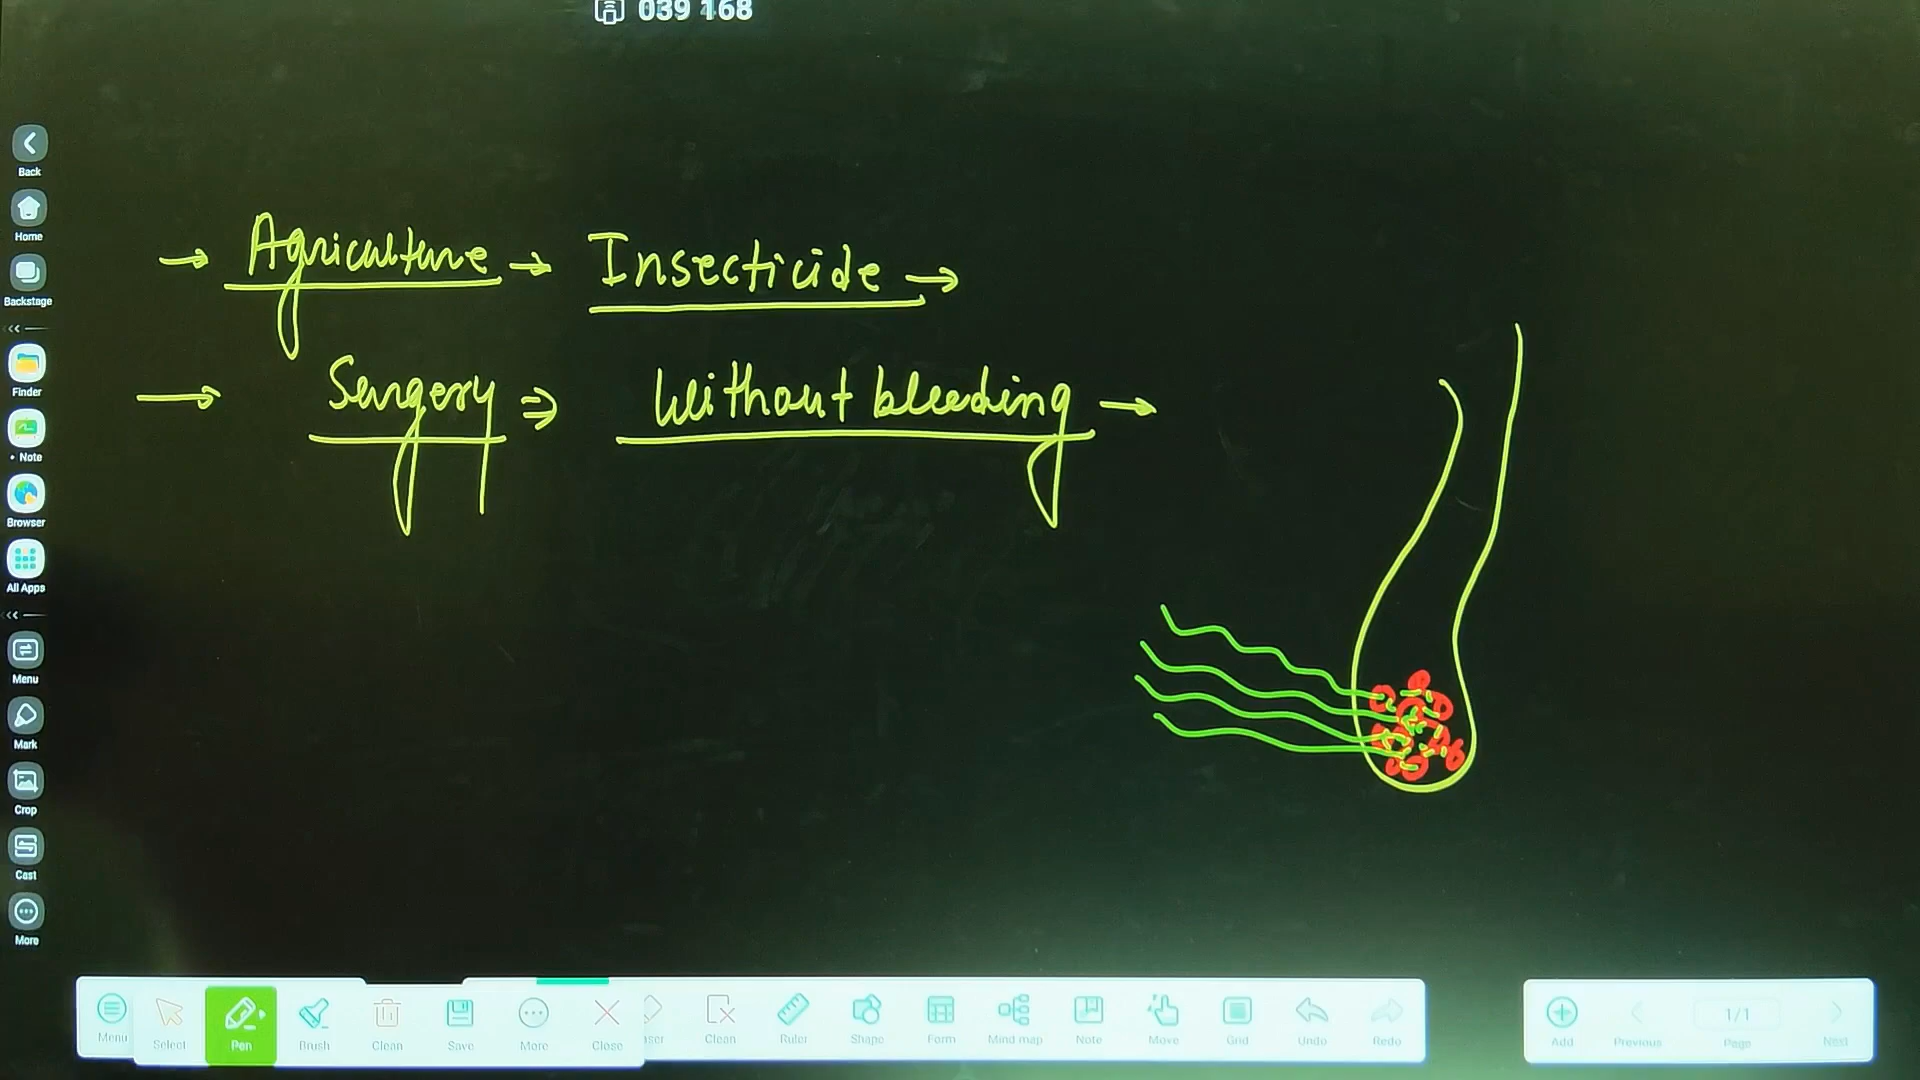 039 168
Back
Home
Backstage
Finder
Note
Browser
All Apps
Menu
Mark
Crop
Cast
More
→ Agriculture → Insecticide →
→ Surgery ⇒ Without bleeding →
Menu Select Pen Brush Clean Save More Close aser Clean Ruler Shape Form Mind map Note Move Grid Undo Redo
Add Previous 1/1 Page Next